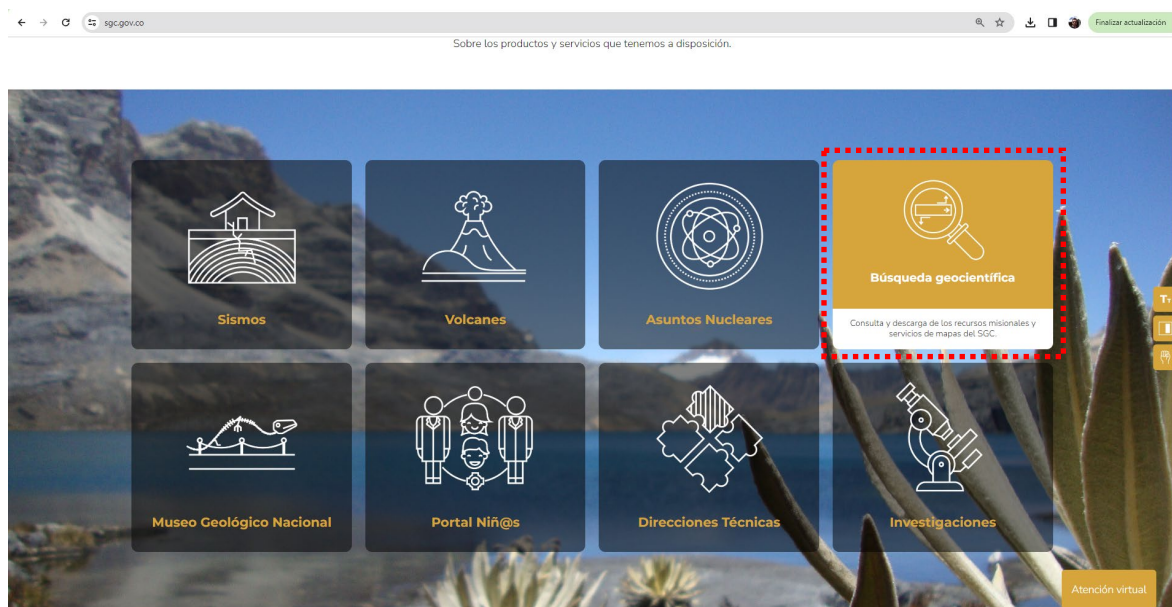 sgc.gov.co
Finalizar actualización
Sobre los productos y servicios que tenemos a disposición.
Sismos
Volcanes
Asuntos Nucleares
Búsqueda geocientífica
Consulta y descarga de los recursos misionales y
servicios de mapas del SGC.
Museo Geológico Nacional
Portal Niñ@s
Direcciones Técnicas
Investigaciones
Atención virtual